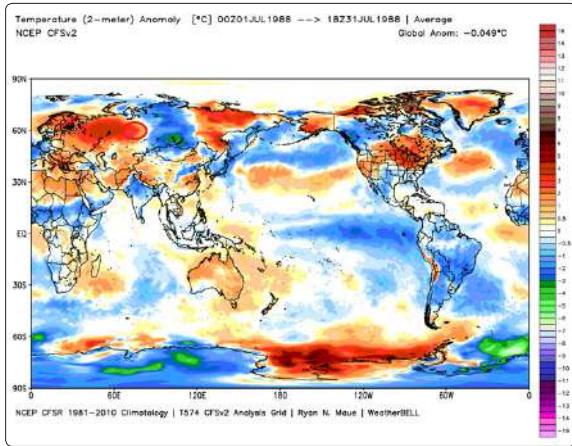 Temperature (2-meter) Anomaly [°C] 00Z01JUL1988 --> 18Z31JUL1988 | Average
NCEP CFSv2 Global Anom: -0.049°C
90N
60N
30N
EQ
30S
60S
90S
0 60E 120E 180 120W 60W 0
NCEP CFSR 1981-2010 Climatology | T574 CFSv2 Analysis Grid | Ryan N. Maue | WeatherBELL